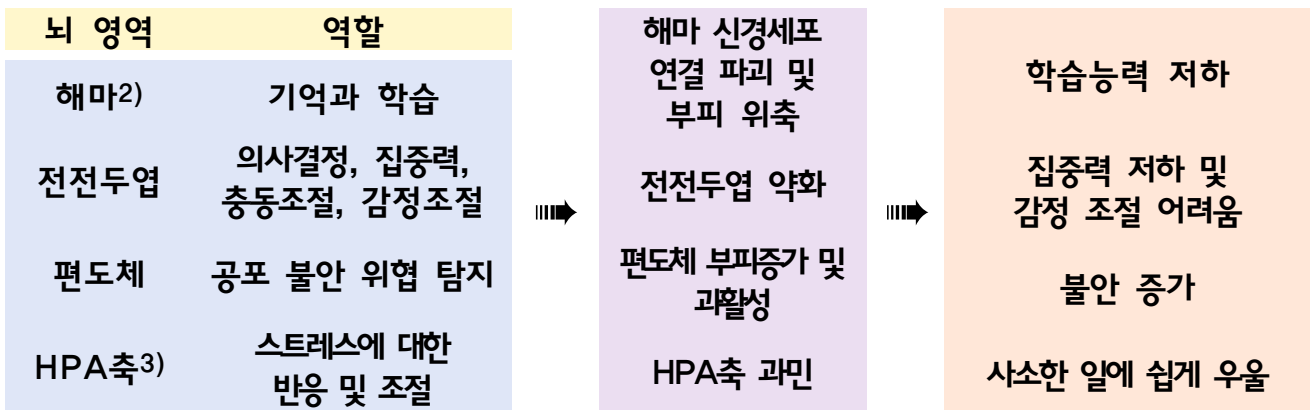 뇌 영역 역할
해마2) 기억과 학습
전전두엽 의사결정, 집중력,
충동조절, 감정조절
편도체 공포 불안 위협 탐지
HPA축3) 스트레스에 대한
반응 및 조절
해마 신경세포
연결 파괴 및
부피 위축
전전두엽 약화
편도체 부피증가 및
과활성
HPA축 과민
학습능력 저하
집중력 저하 및
감정 조절 어려움
불안 증가
사소한 일에 쉽게 우울